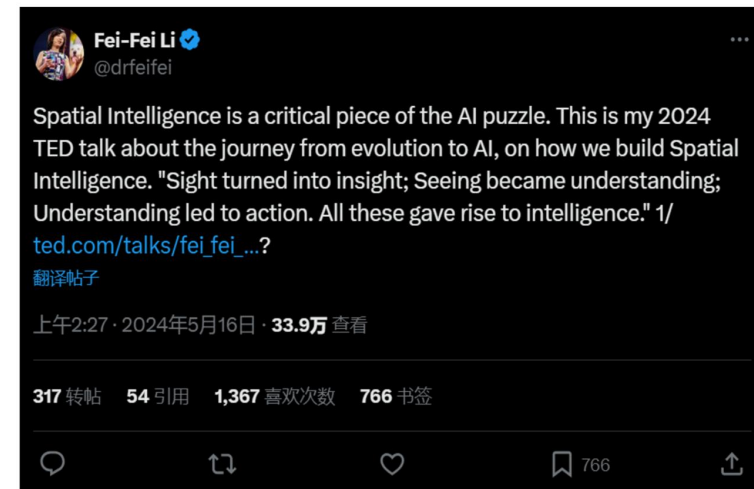 Fei-Fei Li
@drfeifei
Spatial Intelligence is a critical piece of the AI puzzle. This is my 2024
TED talk about the journey from evolution to AI, on how we build Spatial
Intelligence. "Sight turned into insight; Seeing became understanding;
Understanding led to action. All these gave rise to intelligence." 1/
ted.com/talks/fei_fei_...?
翻译帖子
上午2:27 · 2024年5月16日 · 33.9万 查看
317 转帖 54 引用 1,367 喜欢次数 766 书签
766